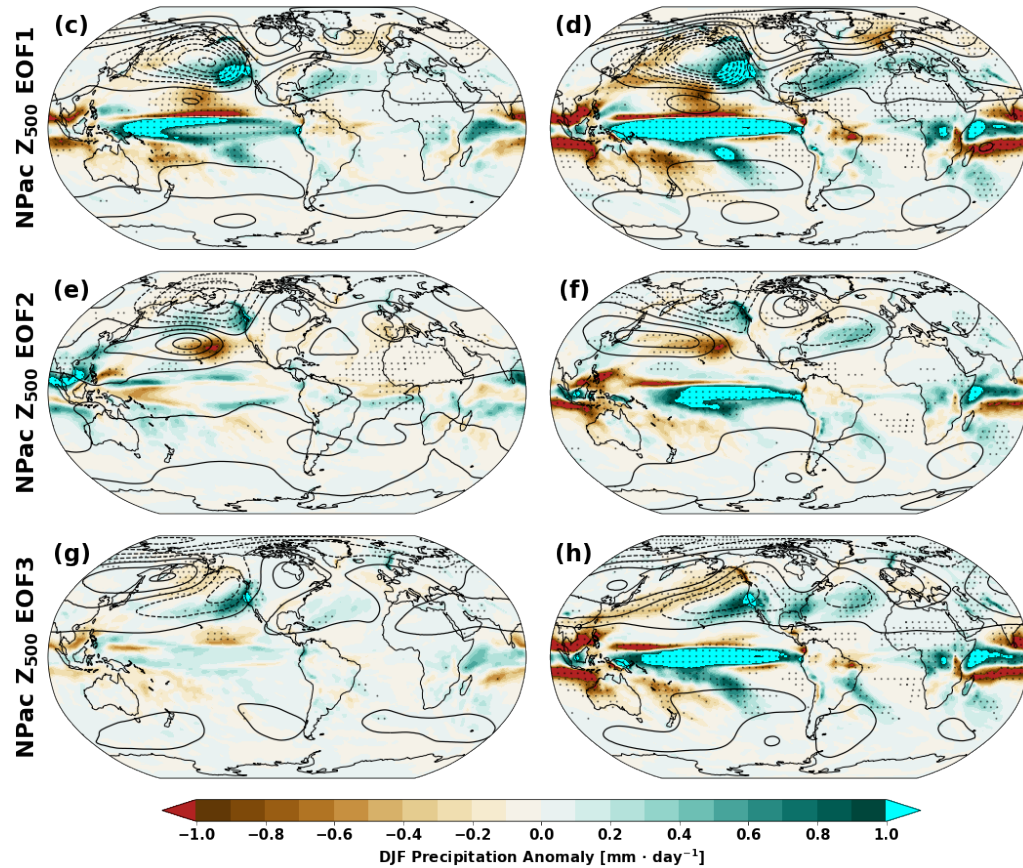 (c)
(d)
NPac Z500 EOF1
(e)
(f)
NPac Z500 EOF2
(g)
(h)
NPac Z500 EOF3
−1.0 −0.8 −0.6 −0.4 −0.2 0.0 0.2 0.4 0.6 0.8 1.0
DJF Precipitation Anomaly [mm · day⁻¹]